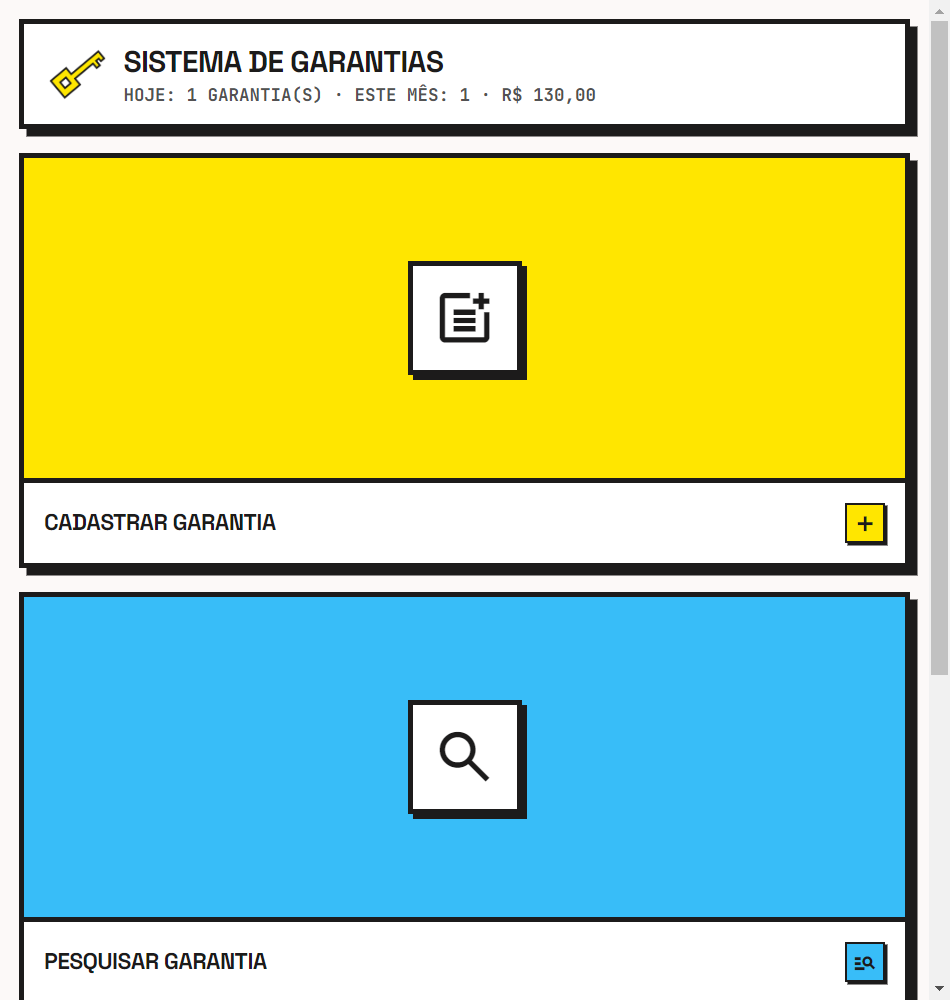 SISTEMA DE GARANTIAS
HOJE: 1 GARANTIA(S) · ESTE MÊS: 1 · R$ 130,00
CADASTRAR GARANTIA
PESQUISAR GARANTIA